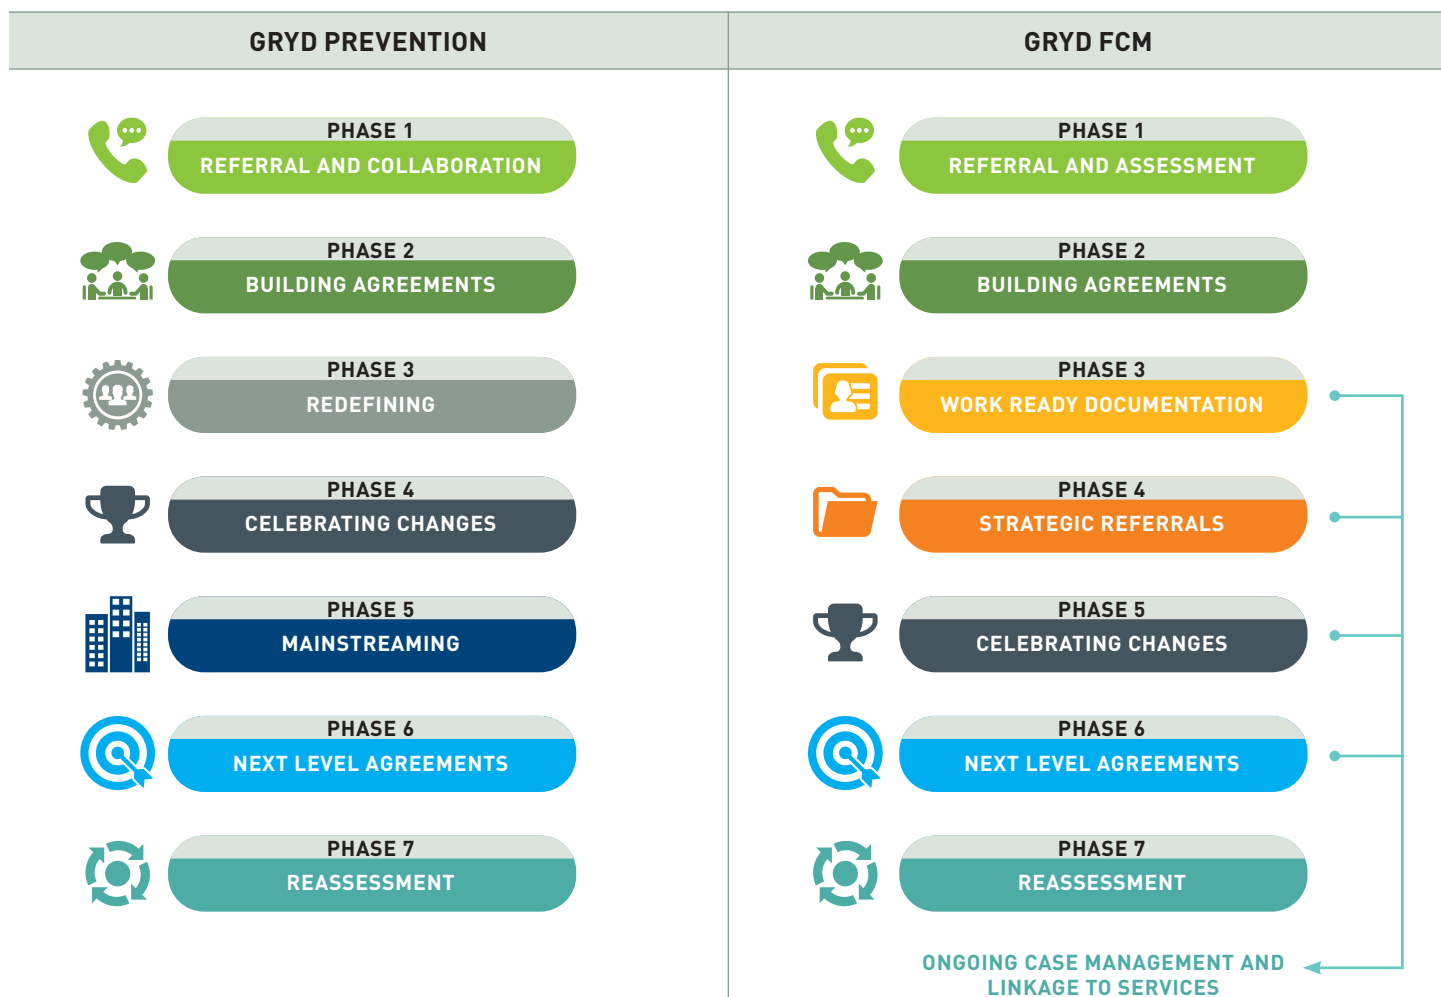 GRYD PREVENTION
PHASE 1
REFERRAL AND COLLABORATION
PHASE 2
BUILDING AGREEMENTS
PHASE 3
REDEFINING
PHASE 4
CELEBRATING CHANGES
PHASE 5
MAINSTREAMING
PHASE 6
NEXT LEVEL AGREEMENTS
PHASE 7
REASSESSMENT
GRYD FCM
PHASE 1
REFERRAL AND ASSESSMENT
PHASE 2
BUILDING AGREEMENTS
PHASE 3
WORK READY DOCUMENTATION
PHASE 4
STRATEGIC REFERRALS
PHASE 5
CELEBRATING CHANGES
PHASE 6
NEXT LEVEL AGREEMENTS
PHASE 7
REASSESSMENT
ONGOING CASE MANAGEMENT AND
LINKAGE TO SERVICES